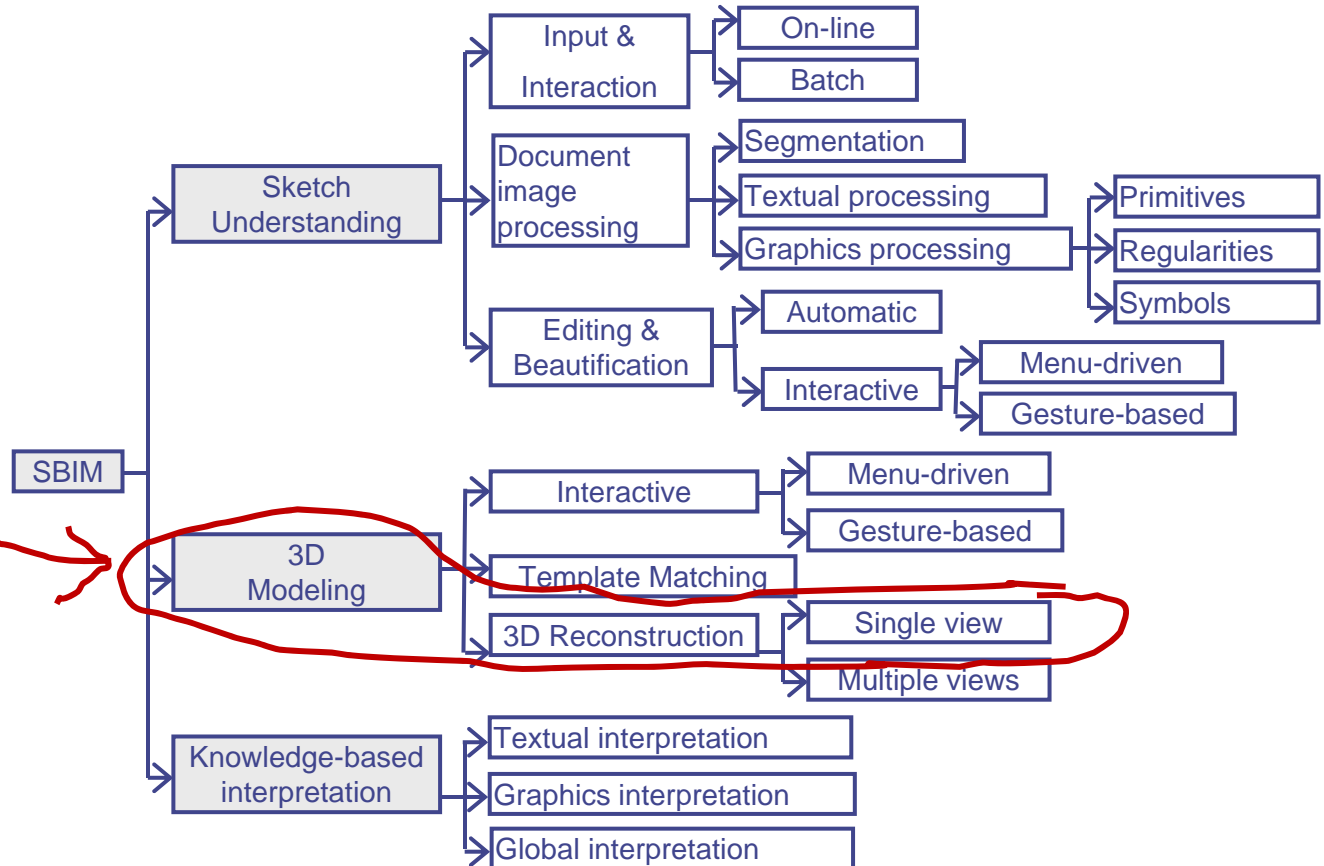 Input &
Interaction
On-line
Batch
Document
image
processing
Segmentation
Textual processing
Graphics processing
Primitives
Regularities
Symbols
Sketch
Understanding
Editing &
Beautification
Automatic
Interactive
Menu-driven
Gesture-based
SBIM
3D
Modeling
Interactive
Menu-driven
Gesture-based
Template Matching
3D Reconstruction
Single view
Multiple views
Knowledge-based
interpretation
Textual interpretation
Graphics interpretation
Global interpretation